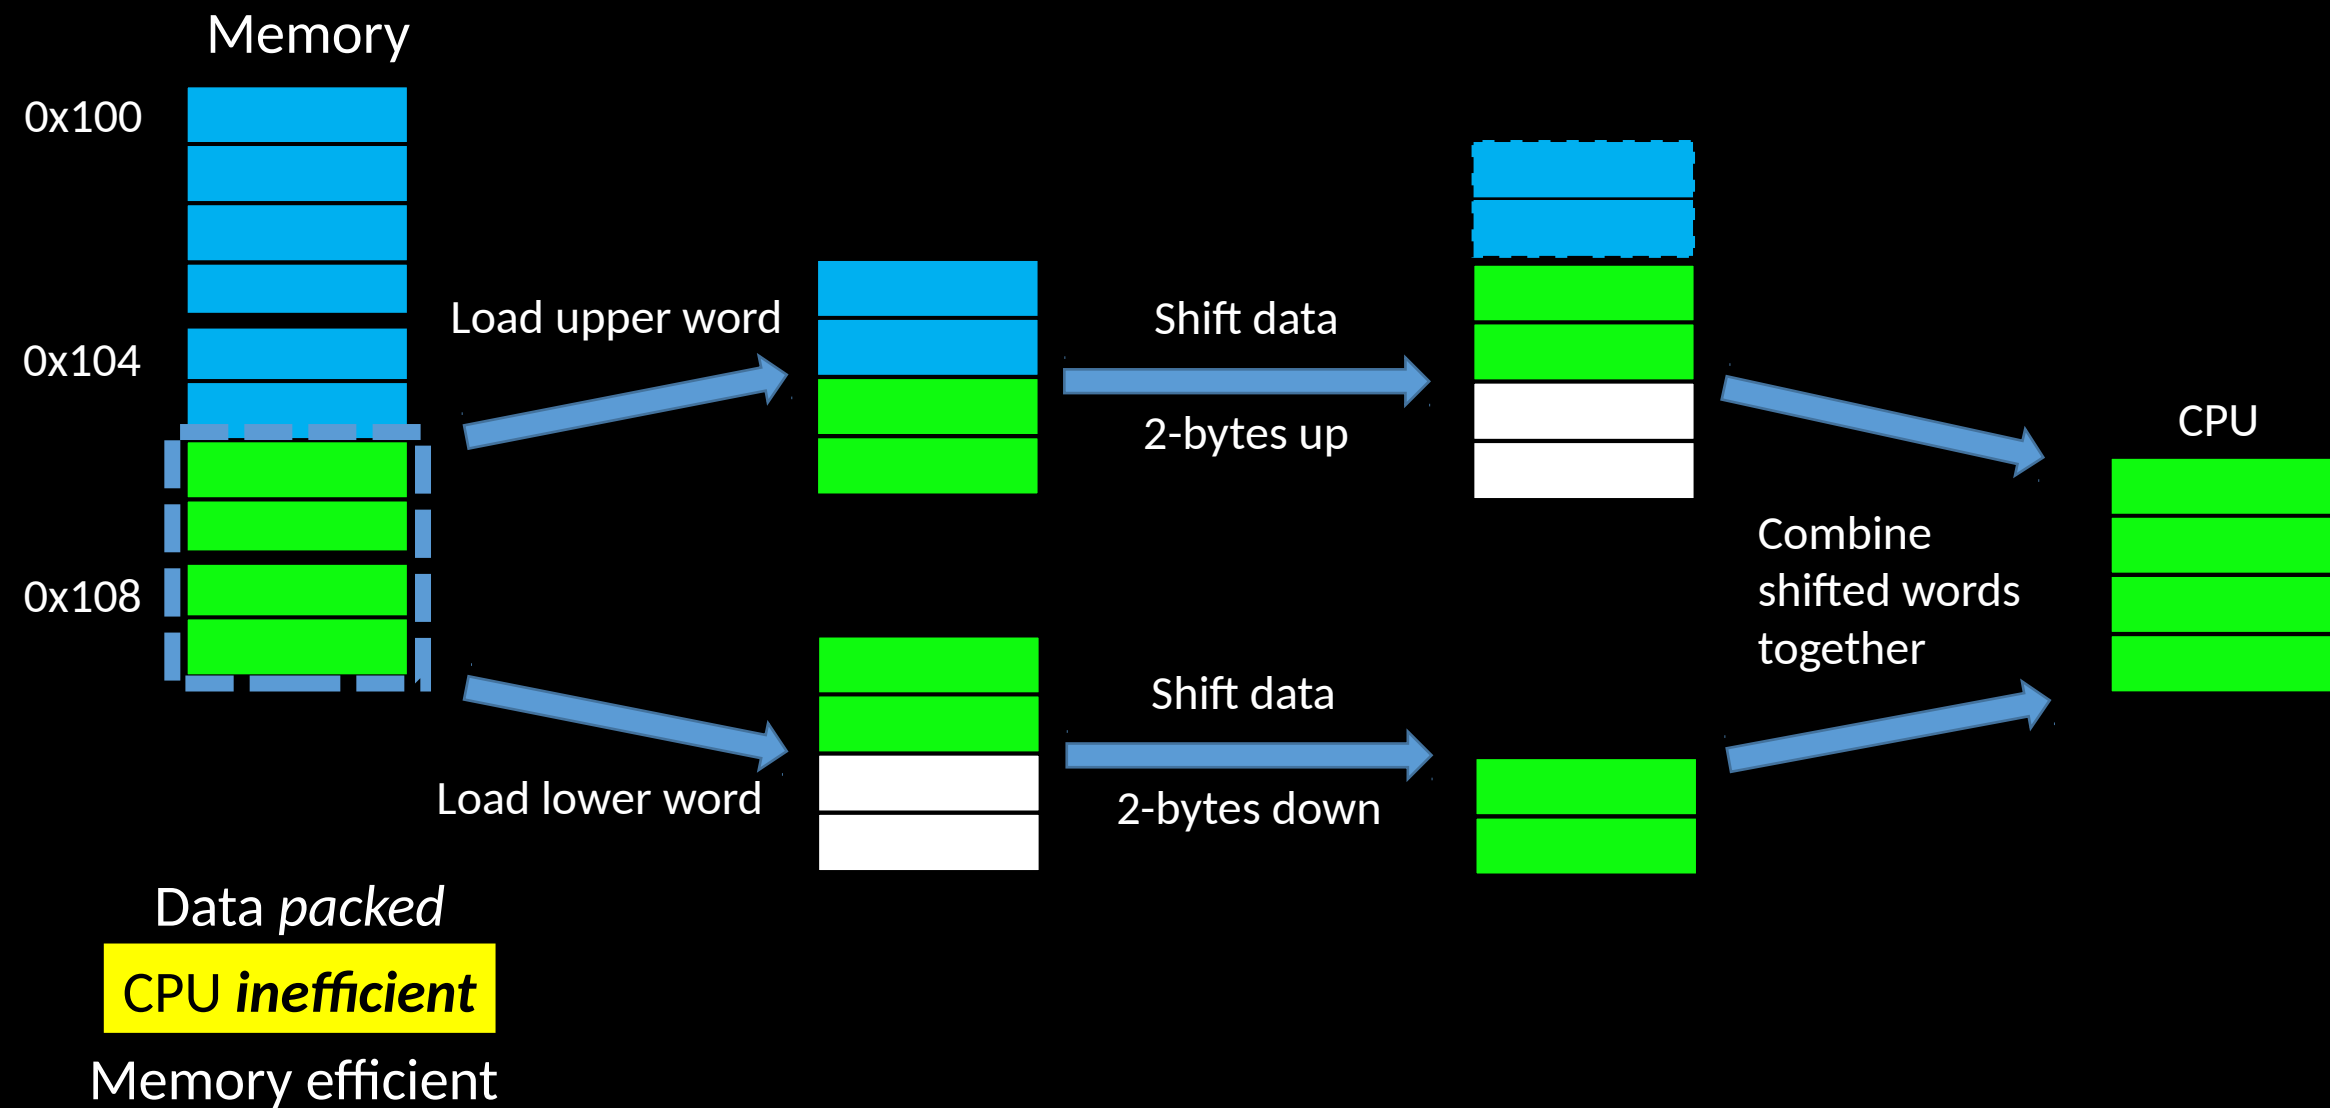 Memory
0x100
0x104
0x108
Load upper word
Load lower word
Shift data
2-bytes up
Shift data
2-bytes down
Combine
shifted words
together
CPU
Data packed
CPU inefficient
Memory efficient